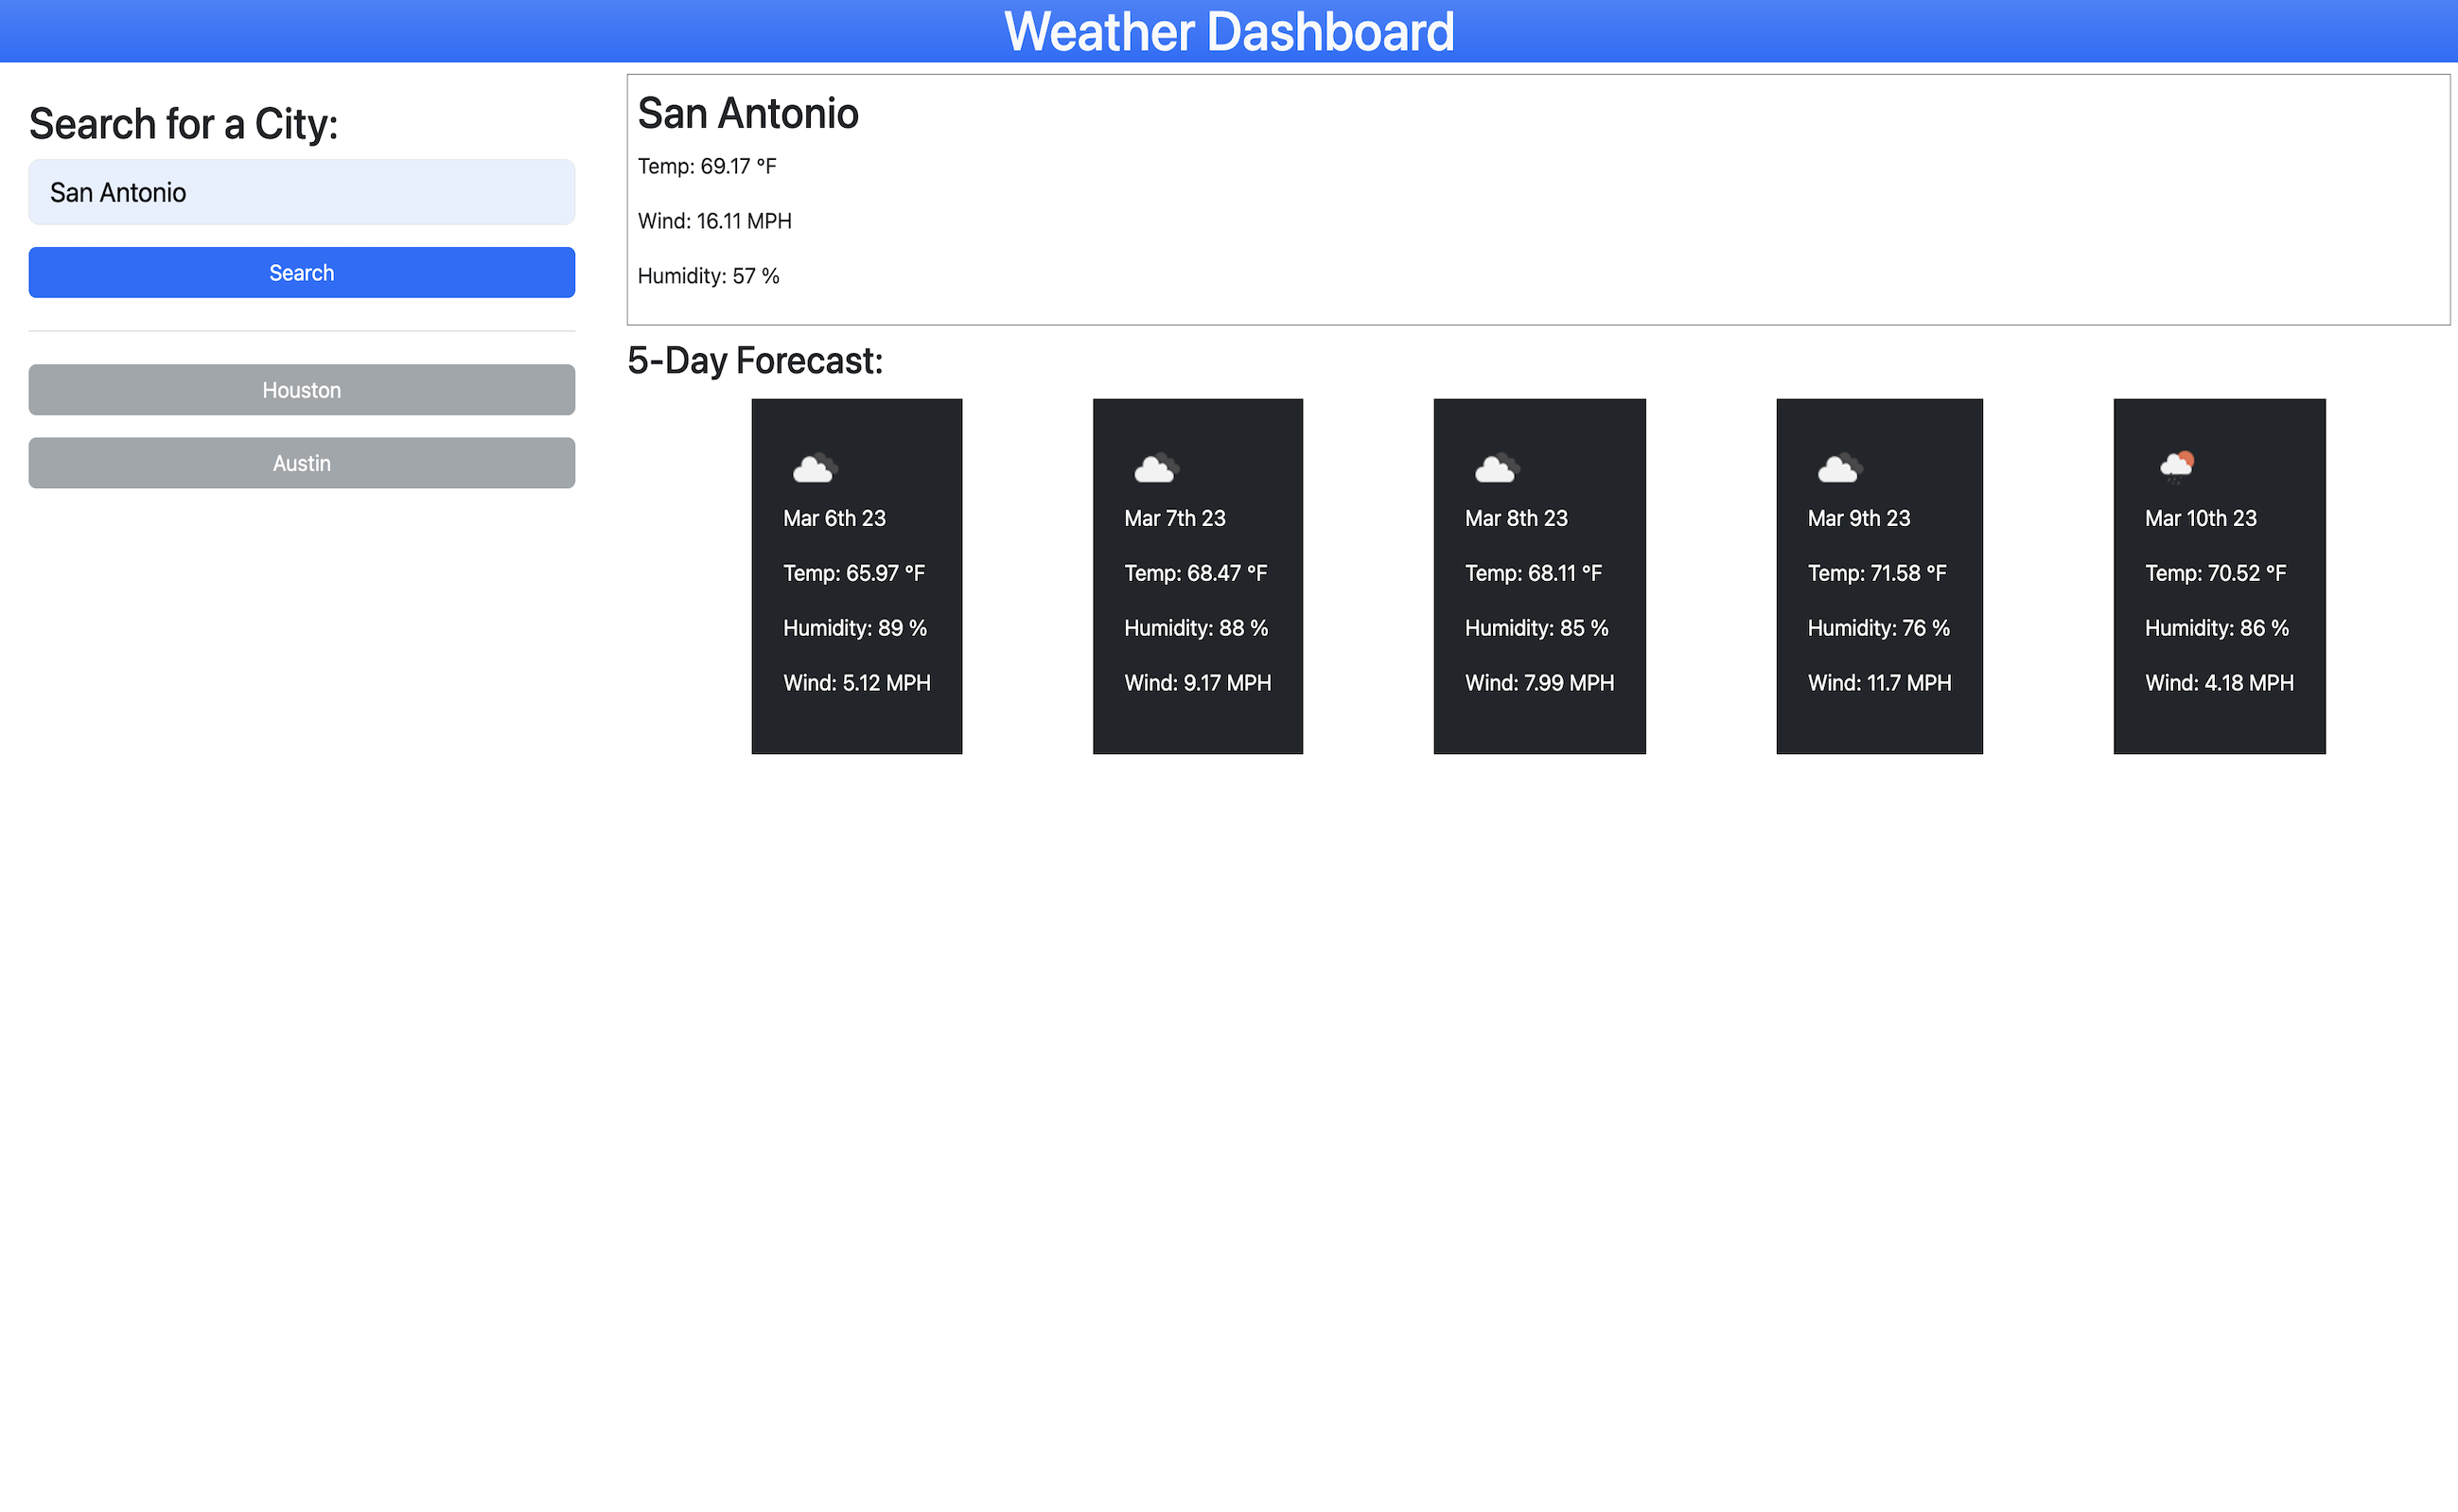 Weather Dashboard
Search for a City:
San Antonio
Search
Houston
Austin
San Antonio
Temp: 69.17 °F
Wind: 16.11 MPH
Humidity: 57 %
5-Day Forecast:
Mar 6th 23
Temp: 65.97 °F
Humidity: 89 %
Wind: 5.12 MPH
Mar 7th 23
Temp: 68.47 °F
Humidity: 88 %
Wind: 9.17 MPH
Mar 8th 23
Temp: 68.11 °F
Humidity: 85 %
Wind: 7.99 MPH
Mar 9th 23
Temp: 71.58 °F
Humidity: 76 %
Wind: 11.7 MPH
Mar 10th 23
Temp: 70.52 °F
Humidity: 86 %
Wind: 4.18 MPH